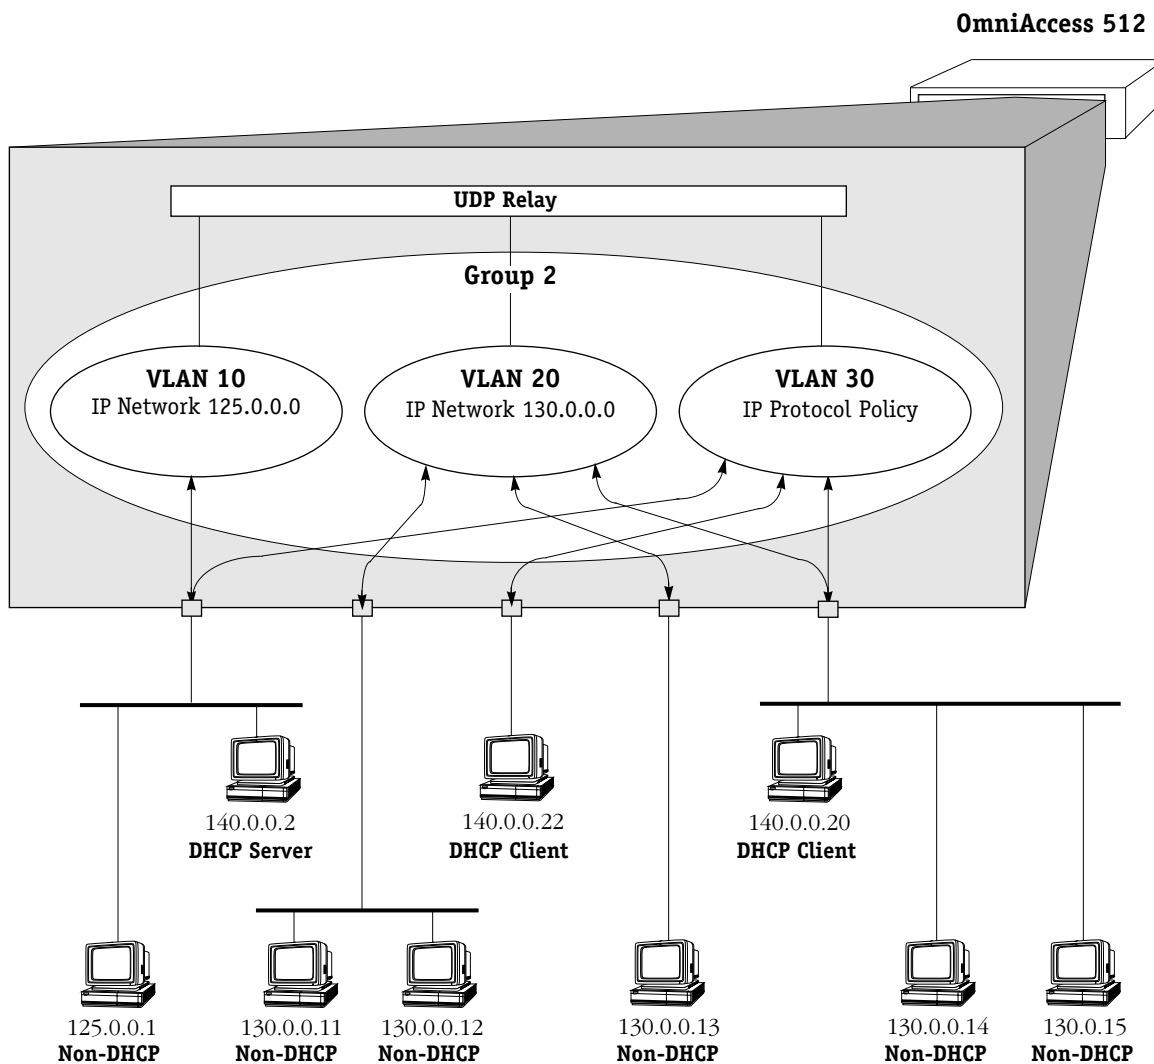 OmniAccess 512
UDP Relay
Group 2
VLAN 10
IP Network 125.0.0.0
VLAN 20
IP Network 130.0.0.0
VLAN 30
IP Protocol Policy
140.0.0.2
DHCP Server
140.0.0.22
DHCP Client
140.0.0.20
DHCP Client
125.0.0.1
Non-DHCP
130.0.0.11
Non-DHCP
130.0.0.12
Non-DHCP
130.0.0.13
Non-DHCP
130.0.0.14
Non-DHCP
130.0.15
Non-DHCP